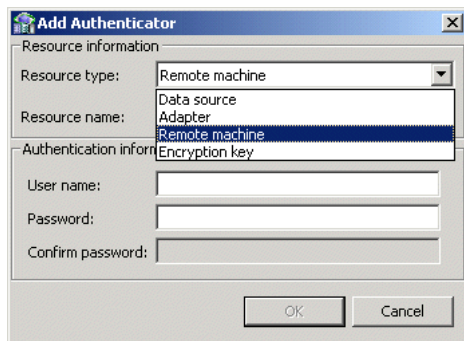 Add Authenticator
Resource information
Resource type: Remote machine
Data source
Resource name: Adapter
Remote machine
Authentication inforn Encryption key
User name:
Password:
Confirm password:
OK Cancel